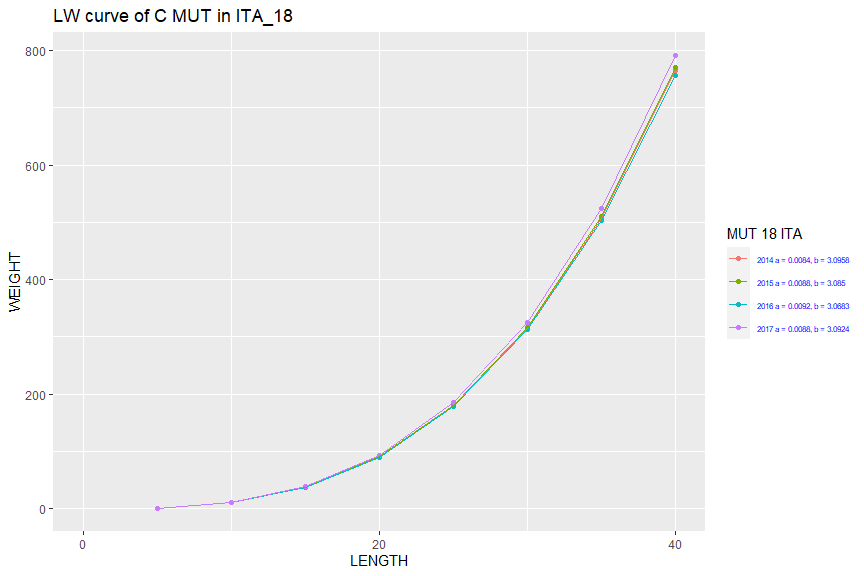 LW curve of C MUT in ITA_18
800
600
400
200
0
WEIGHT
0
20
40
LENGTH
MUT 18 ITA
2014 a = 0.0084, b = 3.0958
2015 a = 0.0088, b = 3.085
2016 a = 0.0092, b = 3.0683
2017 a = 0.0088, b = 3.0924